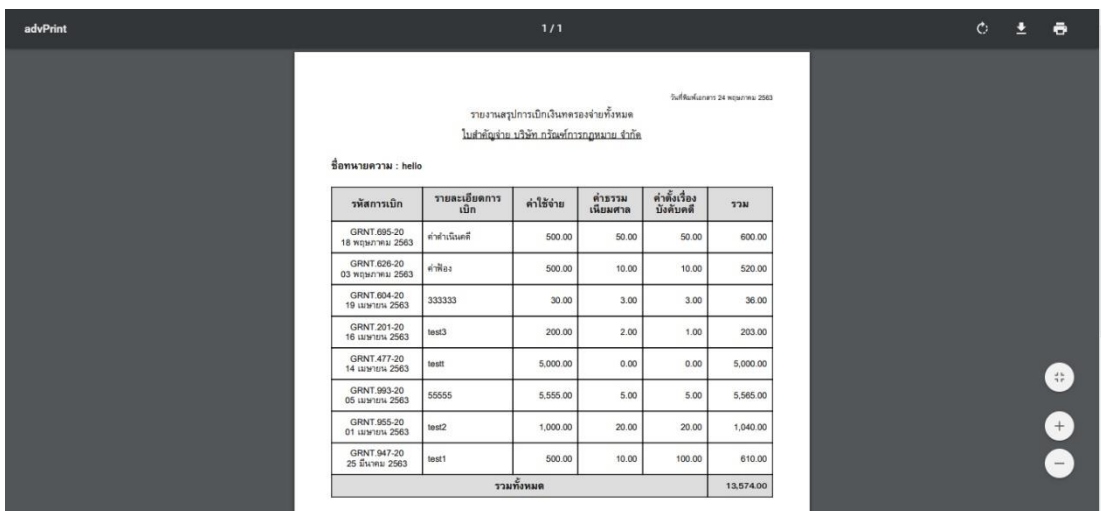 advPrint
1 / 1
วันที่พิมพ์เอกสาร 24 พฤษภาคม 2563
รายงานสรุปการเบิกเงินทดรองจ่ายทั้งหมด
ใบสำคัญจ่าย บริษัท กรัณฑ์การกฎหมาย จำกัด
ชื่อทนายความ : hello
รหัสการเบิก รายละเอียดการเบิก ค่าใช้จ่าย ค่าธรรมเนียมศาล ค่าตั้งเรื่องบังคับคดี รวม
GRNT.695-20
18 พฤษภาคม 2563 ค่าดำเนินคดี 500.00 50.00 50.00 600.00
GRNT.626-20
03 พฤษภาคม 2563 ค่าฟ้อง 500.00 10.00 10.00 520.00
GRNT.604-20
19 เมษายน 2563 333333 30.00 3.00 3.00 36.00
GRNT.201-20
16 เมษายน 2563 test3 200.00 2.00 1.00 203.00
GRNT.477-20
14 เมษายน 2563 testt 5,000.00 0.00 0.00 5,000.00
GRNT.993-20
05 เมษายน 2563 55555 5,555.00 5.00 5.00 5,565.00
GRNT.955-20
01 เมษายน 2563 test2 1,000.00 20.00 20.00 1,040.00
GRNT.947-20
25 มีนาคม 2563 test1 500.00 10.00 100.00 610.00
รวมทั้งหมด 13,574.00